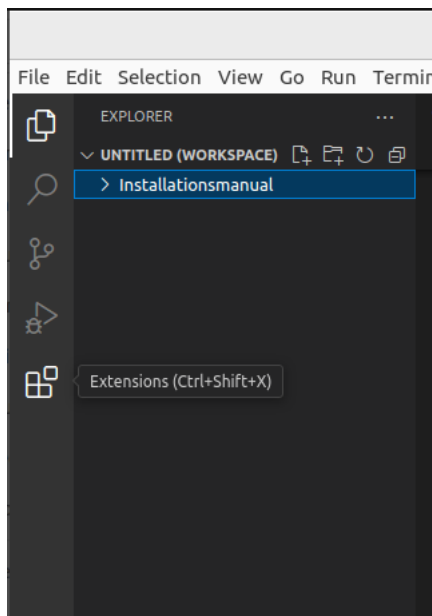 File Edit Selection View Go Run Termin
EXPLORER
UNTITLED (WORKSPACE)
Installationsmanual
Extensions (Ctrl+Shift+X)